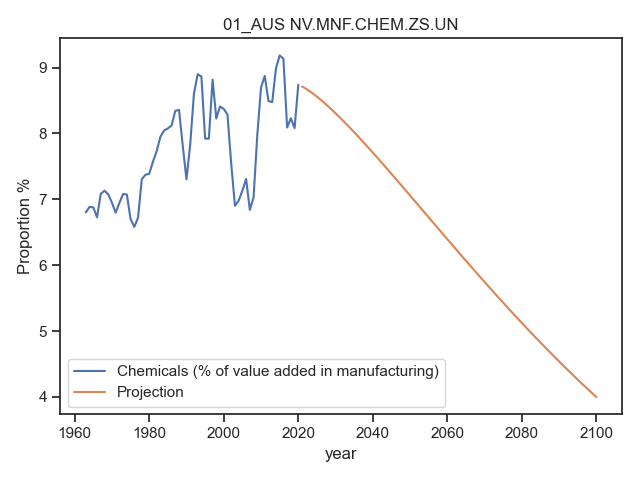 01_AUS NV.MNF.CHEM.ZS.UN
9
8
7
6
5
4
Proportion %
Chemicals (% of value added in manufacturing)
Projection
1960 1980 2000 2020 2040 2060 2080 2100
year